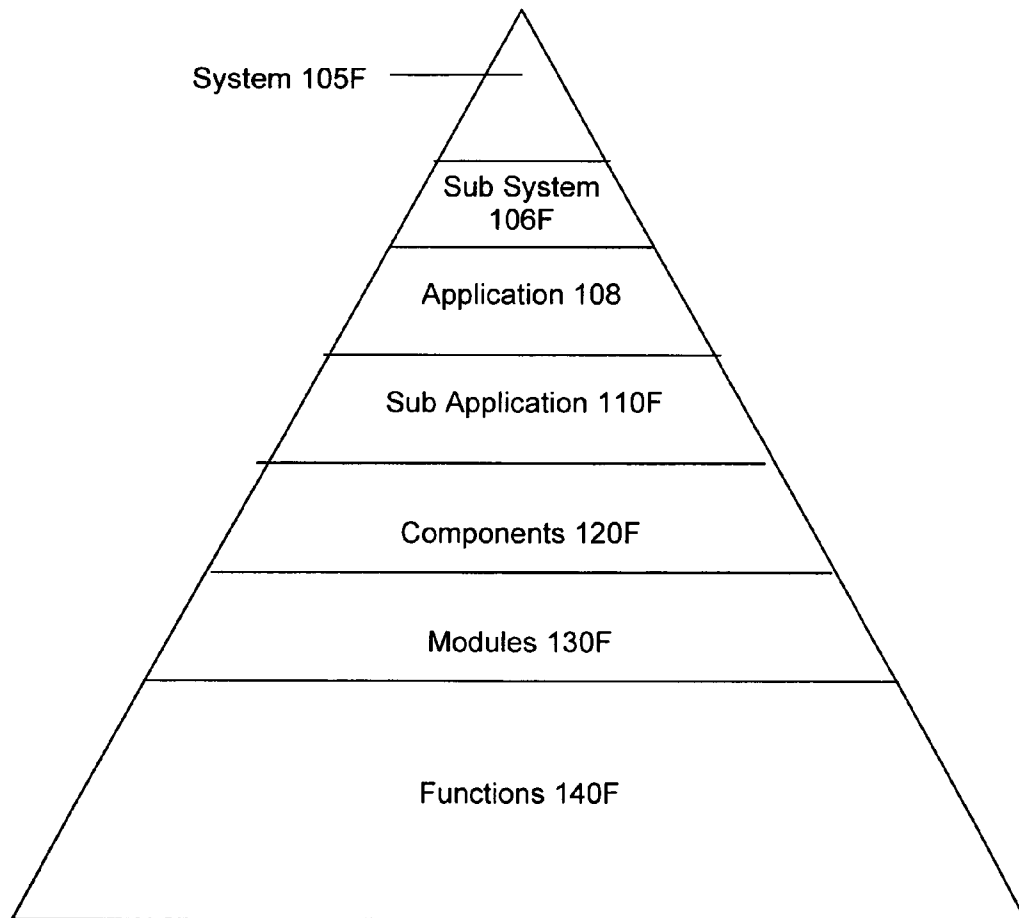 System 105F
Sub System
106F
Application 108
Sub Application 110F
Components 120F
Modules 130F
Functions 140F